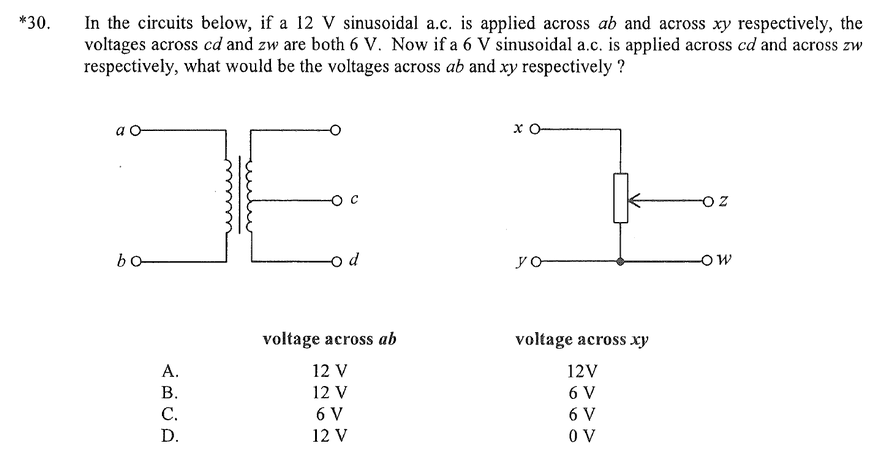 *30. In the circuits below, if a 12 V sinusoidal a.c. is applied across ab and across xy respectively, the
voltages across cd and zw are both 6 V. Now if a 6 V sinusoidal a.c. is applied across cd and across zw
respectively, what would be the voltages across ab and xy respectively ?
a
x
c
z
b
d
y
w
voltage across ab voltage across xy
A. 12 V 12V
B. 12 V 6 V
C. 6 V 6 V
D. 12 V 0 V